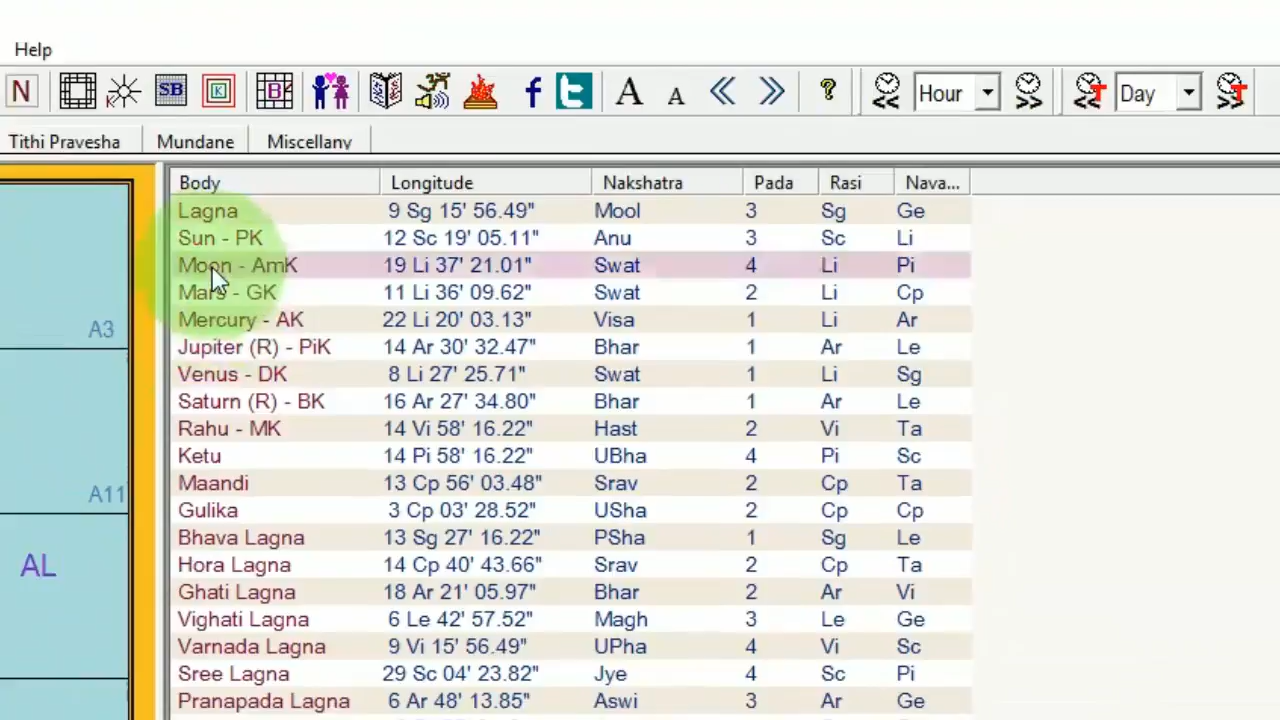 Help
N SB K B f t A A ? Hour Day
Tithi Pravesha Mundane Miscellany
Body Longitude Nakshatra Pada Rasi Nava...
Lagna 9 Sg 15' 56.49" Mool 3 Sg Ge
Sun - PK 12 Sc 19' 05.11" Anu 3 Sc Li
Moon - AmK 19 Li 37' 21.01" Swat 4 Li Pi
Mars - GK 11 Li 36' 09.62" Swat 2 Li Cp
A3
Mercury - AK 22 Li 20' 03.13" Visa 1 Li Ar
Jupiter (R) - PiK 14 Ar 30' 32.47" Bhar 1 Ar Le
Venus - DK 8 Li 27' 25.71" Swat 1 Li Sg
Saturn (R) - BK 16 Ar 27' 34.80" Bhar 1 Ar Le
Rahu - MK 14 Vi 58' 16.22" Hast 2 Vi Ta
Ketu 14 Pi 58' 16.22" UBha 4 Pi Sc
Maandi 13 Cp 56' 03.48" Srav 2 Cp Ta
A11
Gulika 3 Cp 03' 28.52" USha 2 Cp Cp
Bhava Lagna 13 Sg 27' 16.22" PSha 1 Sg Le
AL
Hora Lagna 14 Cp 40' 43.66" Srav 2 Cp Ta
Ghati Lagna 18 Ar 21' 05.97" Bhar 2 Ar Vi
Vighati Lagna 6 Le 42' 57.52" Magh 3 Le Ge
Varnada Lagna 9 Vi 15' 56.49" UPha 4 Vi Sc
Sree Lagna 29 Sc 04' 23.82" Jye 4 Sc Pi
Pranapada Lagna 6 Ar 48' 13.85" Aswi 3 Ar Ge